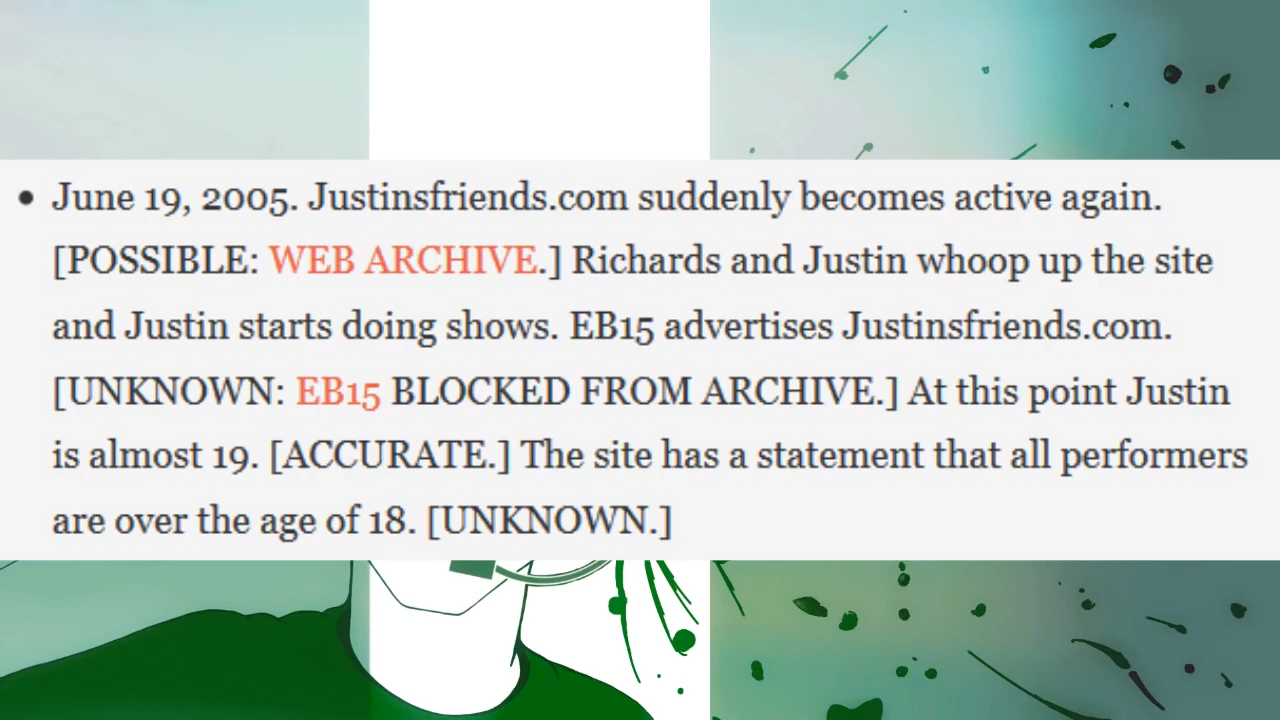 • June 19, 2005. Justinsfriends.com suddenly becomes active again.
[POSSIBLE: WEB ARCHIVE.] Richards and Justin whoop up the site
and Justin starts doing shows. EB15 advertises Justinsfriends.com.
[UNKNOWN: EB15 BLOCKED FROM ARCHIVE.] At this point Justin
is almost 19. [ACCURATE.] The site has a statement that all performers
are over the age of 18. [UNKNOWN.]